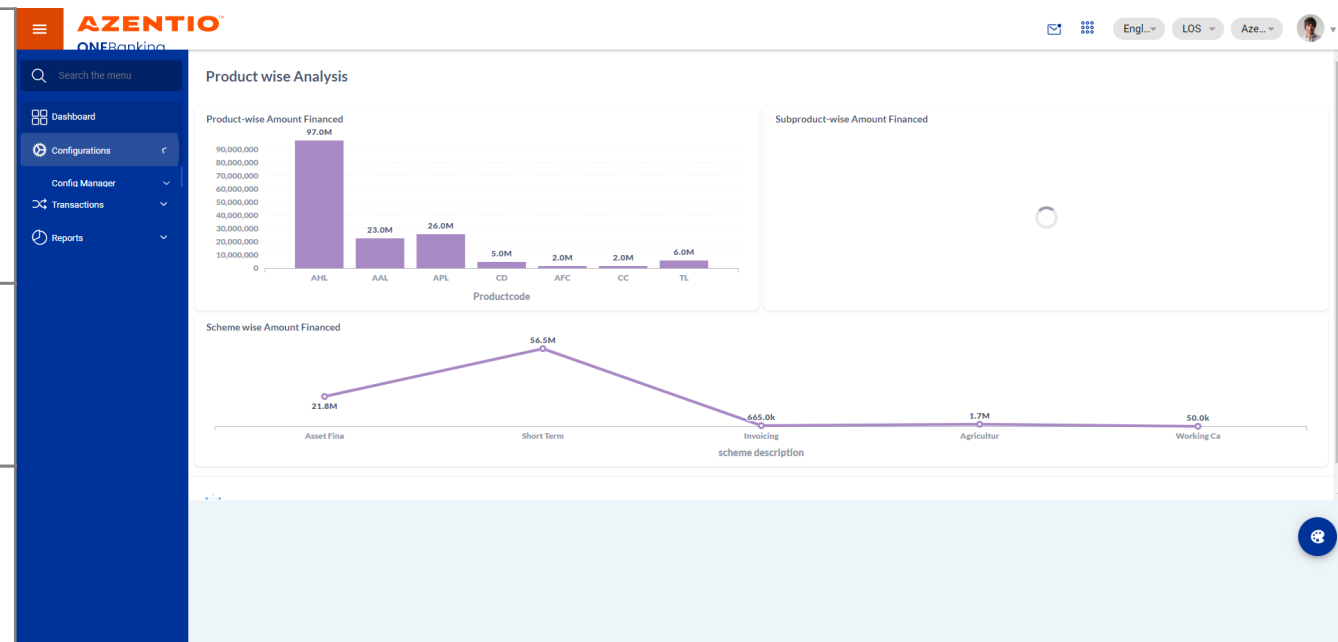 AZENTIO
ONEBanking
Engl...
LOS
Aze...
Search the menu
Dashboard
Configurations
Config Manager
Transactions
Reports
Product wise Analysis
Product-wise Amount Financed
97.0M
90,000,000
80,000,000
70,000,000
60,000,000
50,000,000
40,000,000
30,000,000
20,000,000
10,000,000
0
23.0M
26.0M
5.0M
2.0M
2.0M
6.0M
AHL AAL APL CD AFC CC TL
Productcode
Subproduct-wise Amount Financed
Scheme wise Amount Financed
56.5M
21.8M
665.0k
1.7M
50.0k
Asset Fina Short Term Invoicing Agricultur Working Ca
scheme description